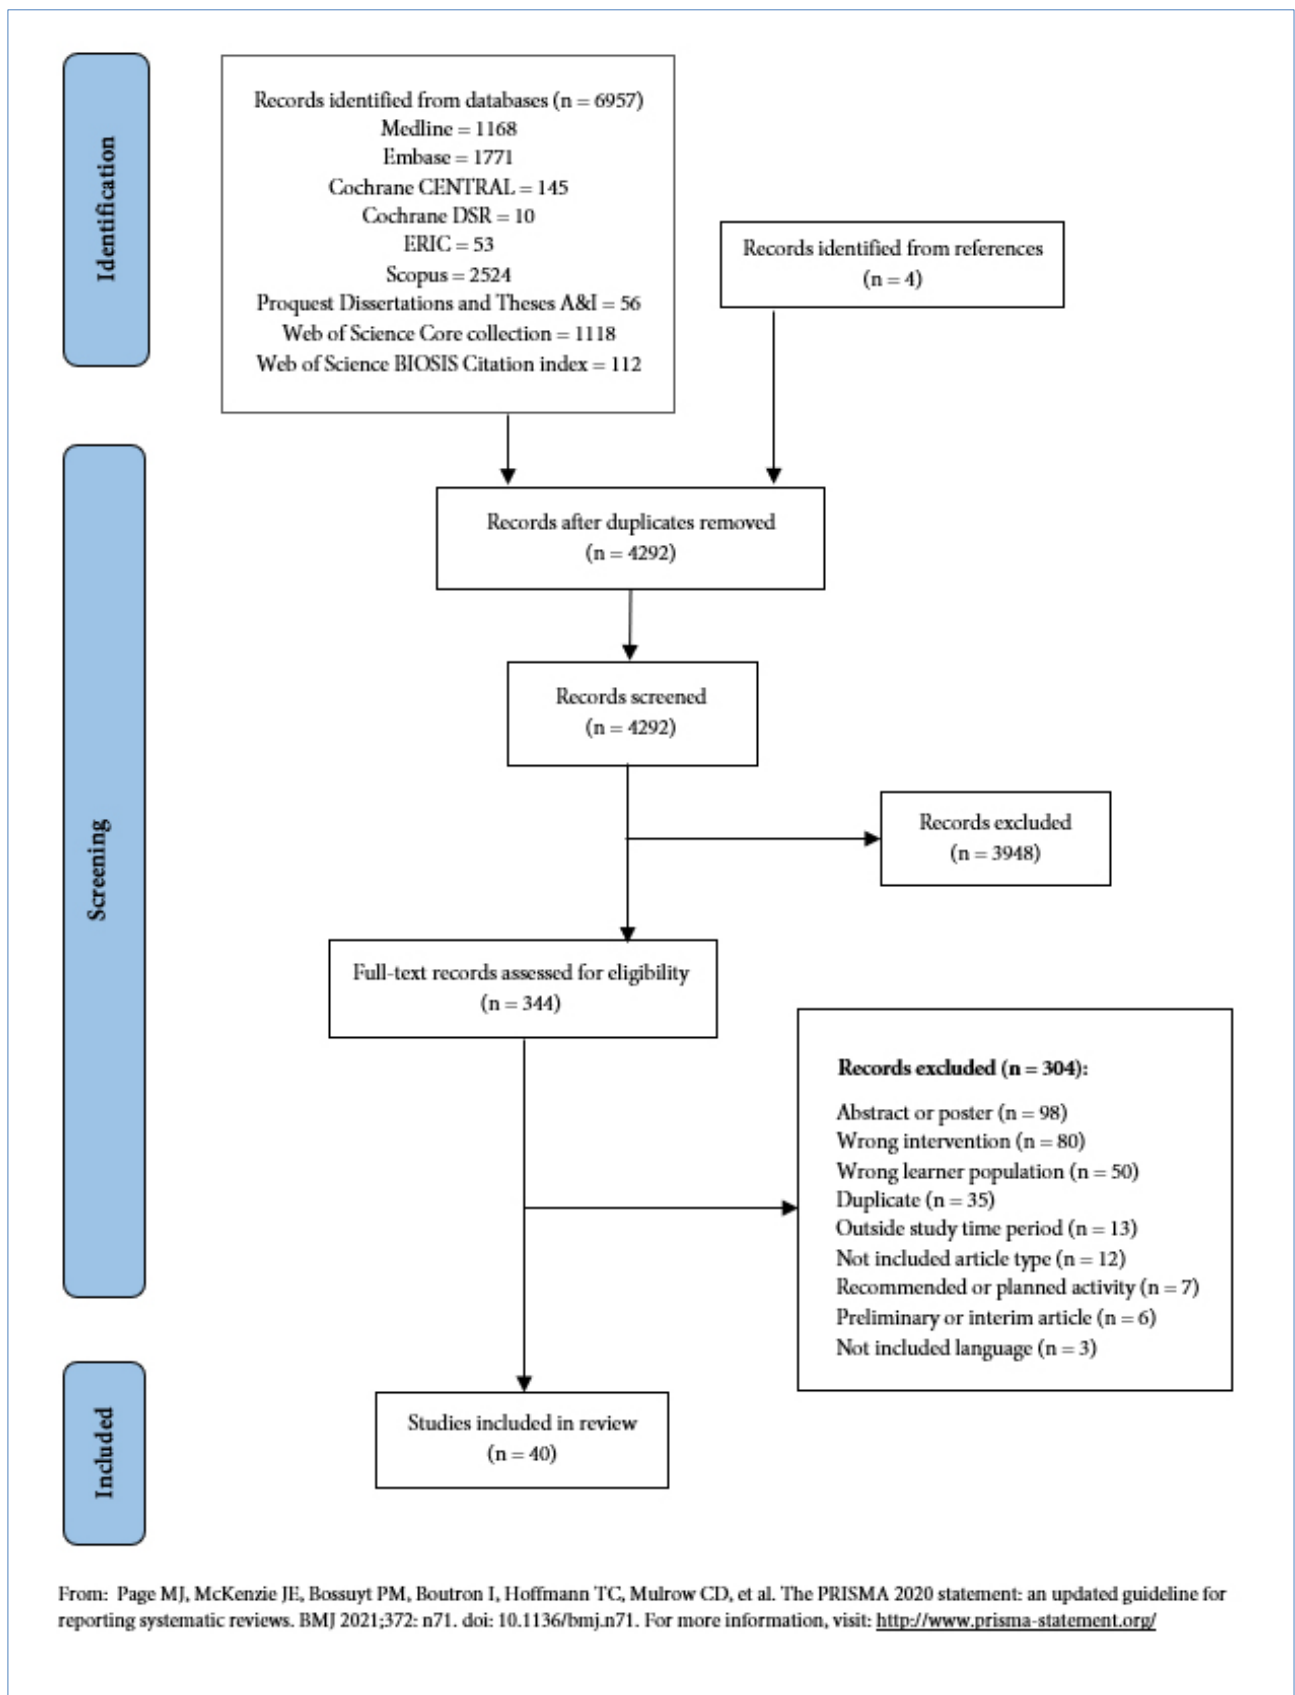 Identification
Records identified from databases (n = 6957)
Medline = 1168
Embase = 1771
Cochrane CENTRAL = 145
Cochrane DSR = 10
ERIC = 53
Scopus = 2524
Proquest Dissertations and Theses A&I = 56
Web of Science Core collection = 1118
Web of Science BIOSIS Citation index = 112
Records identified from references
(n = 4)
Screening
Records after duplicates removed
(n = 4292)
Records screened
(n = 4292)
Records excluded
(n = 3948)
Full-text records assessed for eligibility
(n = 344)
Records excluded (n = 304):
Abstract or poster (n = 98)
Wrong intervention (n = 80)
Wrong learner population (n = 50)
Duplicate (n = 35)
Outside study time period (n = 13)
Not included article type (n = 12)
Recommended or planned activity (n = 7)
Preliminary or interim article (n = 6)
Not included language (n = 3)
Included
Studies included in review
(n = 40)
From: Page MJ, McKenzie JE, Bossuyt PM, Boutron I, Hoffmann TC, Mulrow CD, et al. The PRISMA 2020 statement: an updated guideline for
reporting systematic reviews. BMJ 2021;372: n71. doi: 10.1136/bmj.n71. For more information, visit: http://www.prisma-statement.org/